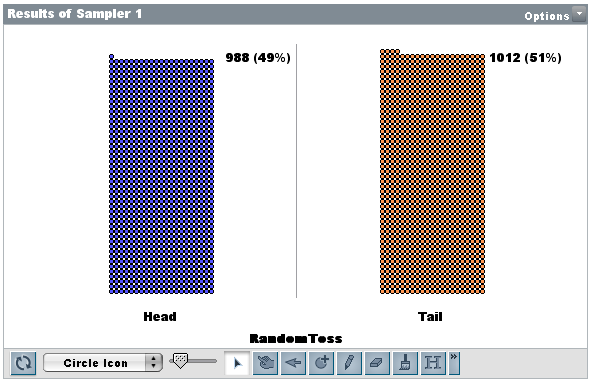 Results of Sampler 1
Options
988 (49%)
1012 (51%)
Head
Tail
RandomToss
Circle Icon